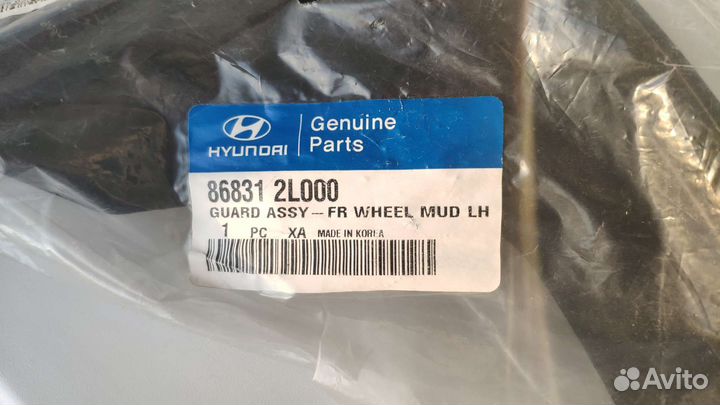 HYUNDAI
Genuine
Parts
86831 2L000
GUARD ASSY--FR WHEEL MUD LH
1 PC XA MADE IN KOREA
Avito